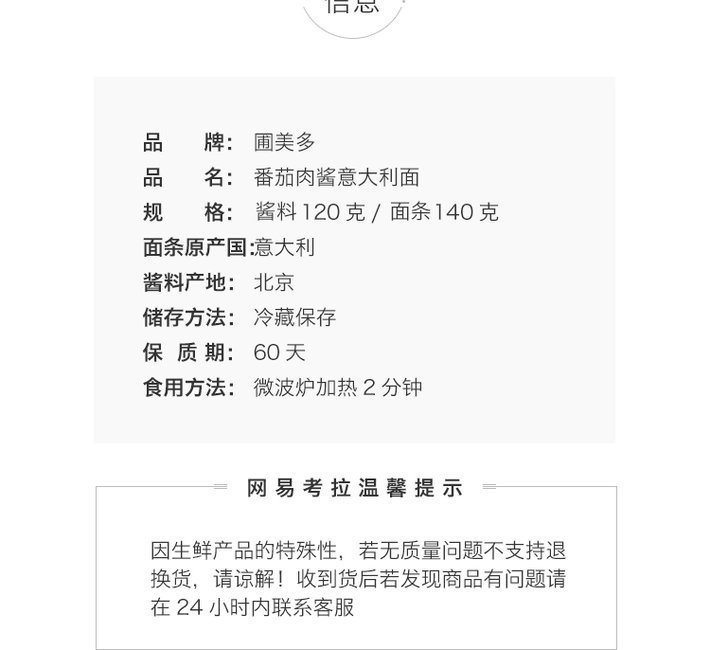 信息
品 牌： 圃美多
品 名： 番茄肉酱意大利面
规 格： 酱料 120 克 / 面条 140 克
面条原产国：意大利
酱料产地： 北京
储存方法： 冷藏保存
保 质 期： 60 天
食用方法： 微波炉加热 2 分钟
网易考拉温馨提示
因生鲜产品的特殊性，若无质量问题不支持退
换货，请谅解！收到货后若发现商品有问题请
在 24 小时内联系客服